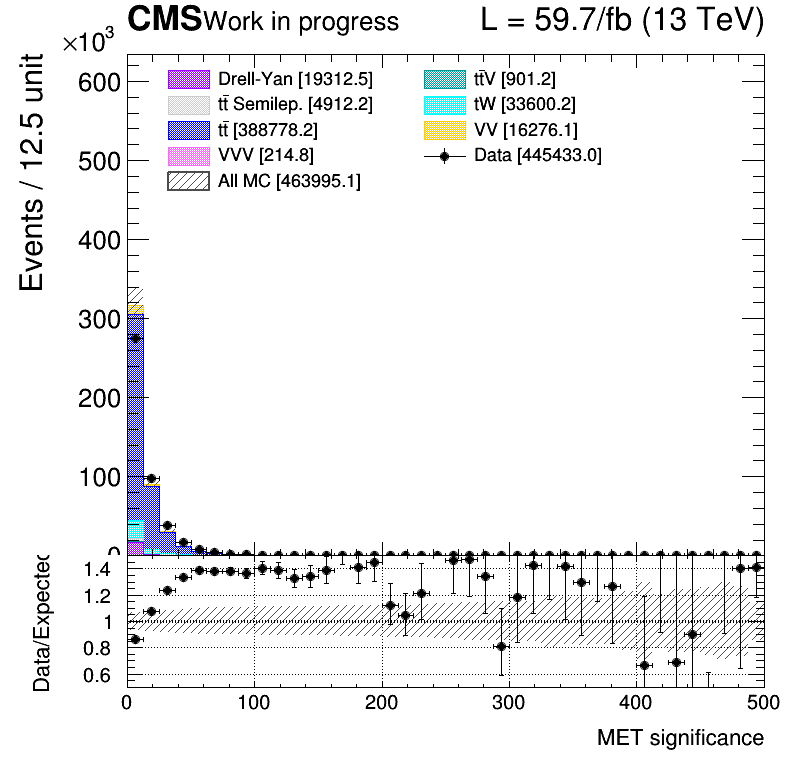 CMS Work in progress L = 59.7/fb (13 TeV)
×10³
Events / 12.5 unit
600
500
400
300
200
100
0
Drell-Yan [19312.5]
tt̄ Semilep. [4912.2]
tt̄ [388778.2]
VVV [214.8]
All MC [463995.1]
tt̄V [901.2]
tW [33600.2]
VV [16276.1]
Data [445433.0]
Data/Expected
1.4
1.2
1
0.8
0.6
0 100 200 300 400 500
MET significance